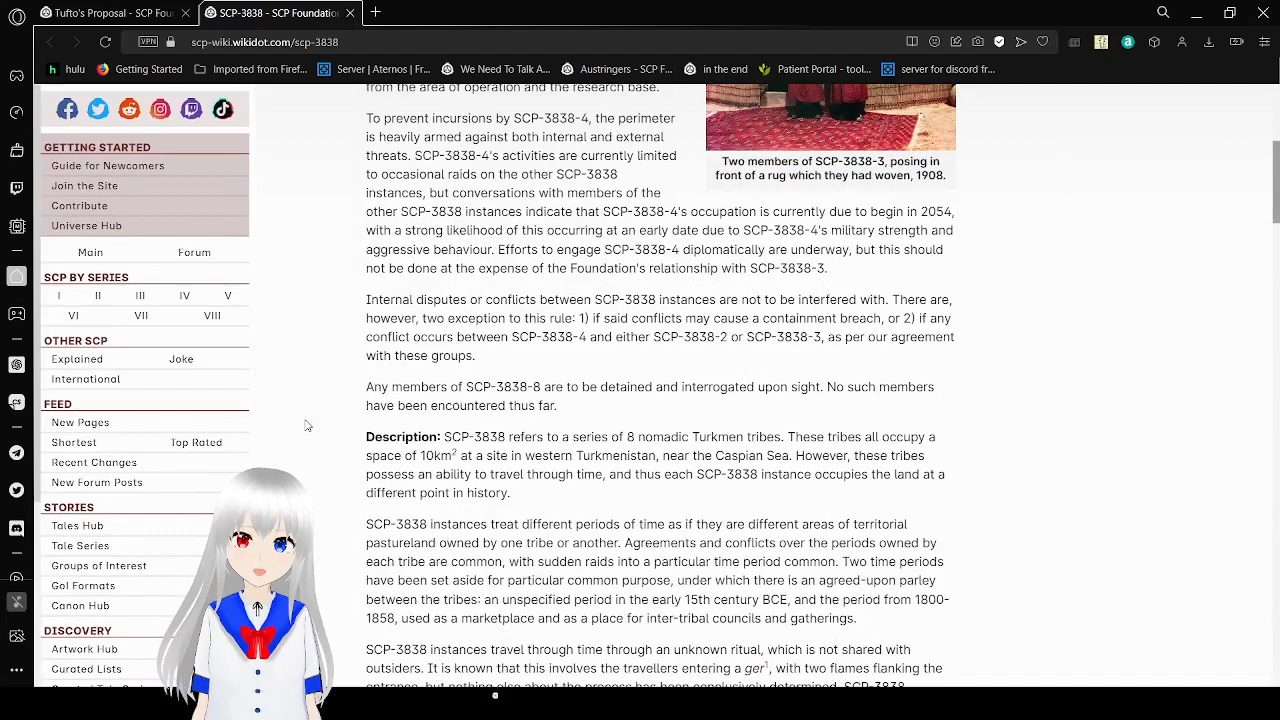 Tufto's Proposal - SCP Found
SCP-3838 - SCP Foundatio
VPN
scp-wiki.wikidot.com/scp-3838
hulu
Getting Started
Imported from Firef...
Server | Aternos | Fr...
We Need To Talk A...
Austringers - SCP F...
in the end
Patient Portal - tool...
server for discord fr...
GETTING STARTED
Guide for Newcomers
Join the Site
Contribute
Universe Hub
Main Forum
SCP BY SERIES
I II III IV V
VI VII VIII
OTHER SCP
Explained Joke
International
FEED
New Pages
Shortest Top Rated
Recent Changes
New Forum Posts
STORIES
Tales Hub
Tale Series
Groups of Interest
GoI Formats
Canon Hub
DISCOVERY
Artwork Hub
Curated Lists
from the area of operation and the research base.
To prevent incursions by SCP-3838-4, the perimeter
is heavily armed against both internal and external
threats. SCP-3838-4's activities are currently limited
to occasional raids on the other SCP-3838
instances, but conversations with members of the
other SCP-3838 instances indicate that SCP-3838-4's occupation is currently due to begin in 2054,
with a strong likelihood of this occurring at an early date due to SCP-3838-4's military strength and
aggressive behaviour. Efforts to engage SCP-3838-4 diplomatically are underway, but this should
not be done at the expense of the Foundation's relationship with SCP-3838-3.
Two members of SCP-3838-3, posing in
front of a rug which they had woven, 1908.
Internal disputes or conflicts between SCP-3838 instances are not to be interfered with. There are,
however, two exception to this rule: 1) if said conflicts may cause a containment breach, or 2) if any
conflict occurs between SCP-3838-4 and either SCP-3838-2 or SCP-3838-3, as per our agreement
with these groups.
Any members of SCP-3838-8 are to be detained and interrogated upon sight. No such members
have been encountered thus far.
Description: SCP-3838 refers to a series of 8 nomadic Turkmen tribes. These tribes all occupy a
space of 10km2 at a site in western Turkmenistan, near the Caspian Sea. However, these tribes
possess an ability to travel through time, and thus each SCP-3838 instance occupies the land at a
different point in history.
SCP-3838 instances treat different periods of time as if they are different areas of territorial
pastureland owned by one tribe or another. Agreements and conflicts over the periods owned by
each tribe are common, with sudden raids into a particular time period common. Two time periods
have been set aside for particular common purpose, under which there is an agreed-upon parley
between the tribes: an unspecified period in the early 15th century BCE, and the period from 1800-
1858, used as a marketplace and as a place for inter-tribal councils and gatherings.
SCP-3838 instances travel through time through an unknown ritual, which is not shared with
outsiders. It is known that this involves the travellers entering a ger1, with two flames flanking the
entrance, but nothing else about the process has been conclusively determined. SCP-3838